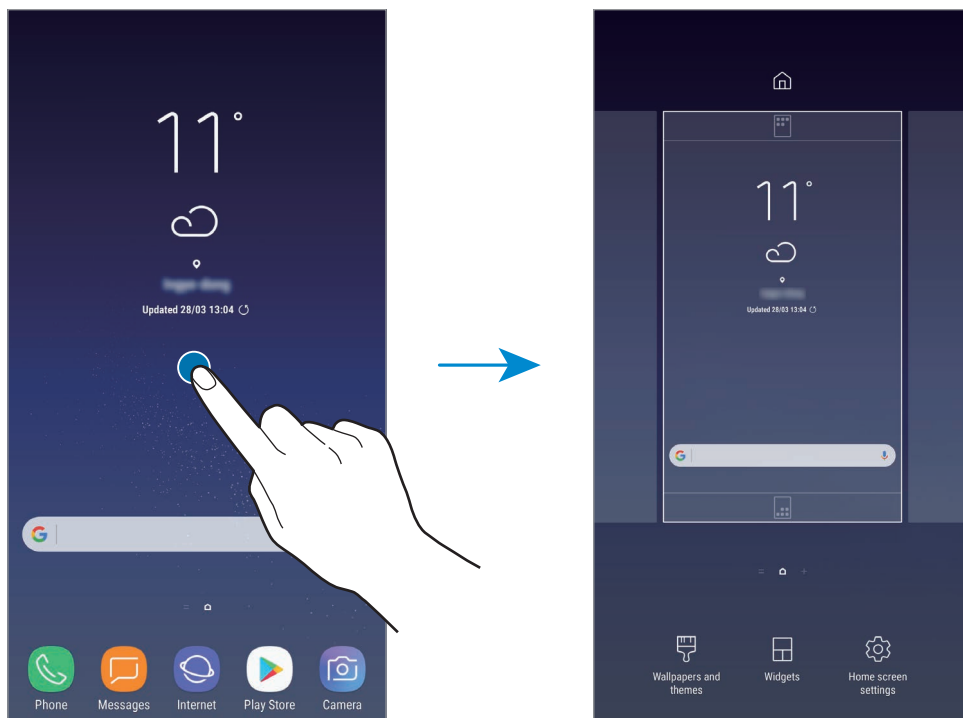 11°
Updated 28/03 13:04
G
Phone Messages Internet Play Store Camera
11°
Updated 28/03 13:04
G
Wallpapers and
themes
Widgets
Home screen
settings